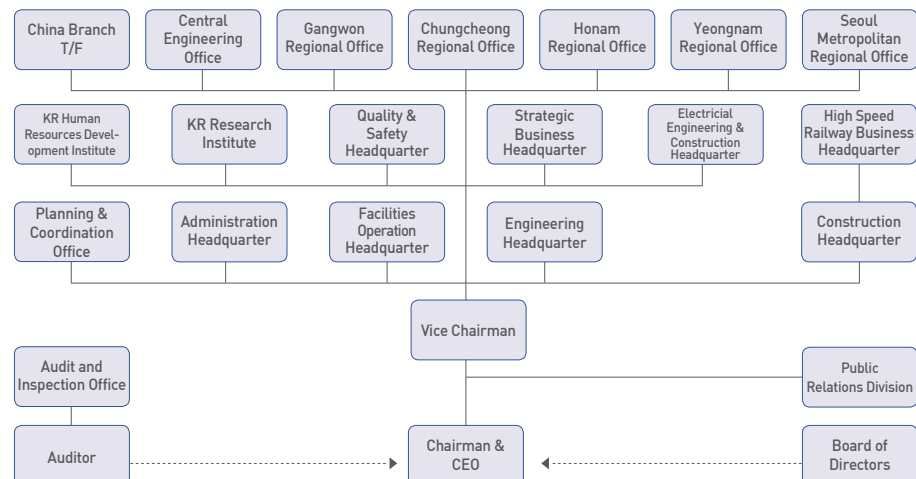 China Branch
T/F
Central
Engineering
Office
Gangwon
Regional Office
Chungcheong
Regional Office
Honam
Regional Office
Yeongnam
Regional Office
Seoul
Metropolitan
Regional Office
KR Human
Resources Devel-
opment Institute
KR Research
Institute
Quality &
Safety
Headquarter
Strategic
Business
Headquarter
Electricial
Engineering &
Construction
Headquarter
High Speed
Railway Business
Headquarter
Planning &
Coordination
Office
Administration
Headquarter
Facilities
Operation
Headquarter
Engineering
Headquarter
Construction
Headquarter
Vice Chairman
Audit and
Inspection Office
Public
Relations Division
Auditor
Chairman &
CEO
Board of
Directors